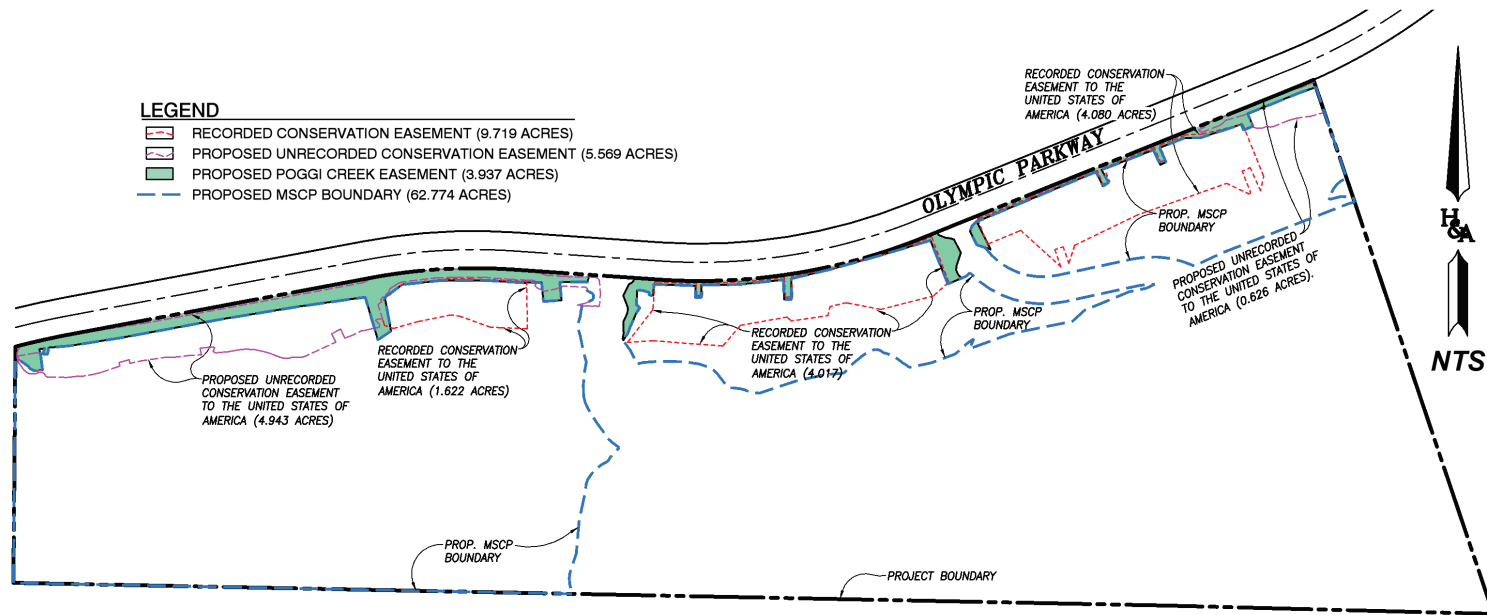 LEGEND
RECORDED CONSERVATION EASEMENT (9.719 ACRES)
PROPOSED UNRECORDED CONSERVATION EASEMENT (5.569 ACRES)
PROPOSED POGGI CREEK EASEMENT (3.937 ACRES)
PROPOSED MSCP BOUNDARY (62.774 ACRES)
RECORDED CONSERVATION
EASEMENT TO THE
UNITED STATES OF
AMERICA (4.080 ACRES)
OLYMPIC PARKWAY
H&A
NTS
PROP. MSCP
BOUNDARY
PROPOSED UNRECORDED
CONSERVATION EASEMENT
TO THE UNITED STATES OF
AMERICA (0.626 ACRES).
PROP. MSCP
BOUNDARY
RECORDED CONSERVATION
EASEMENT TO THE
UNITED STATES OF
AMERICA (4.017)
RECORDED CONSERVATION
EASEMENT TO THE
UNITED STATES OF
AMERICA (1.622 ACRES)
PROPOSED UNRECORDED
CONSERVATION EASEMENT
TO THE UNITED STATES OF
AMERICA (4.943 ACRES)
PROP. MSCP
BOUNDARY
PROJECT BOUNDARY